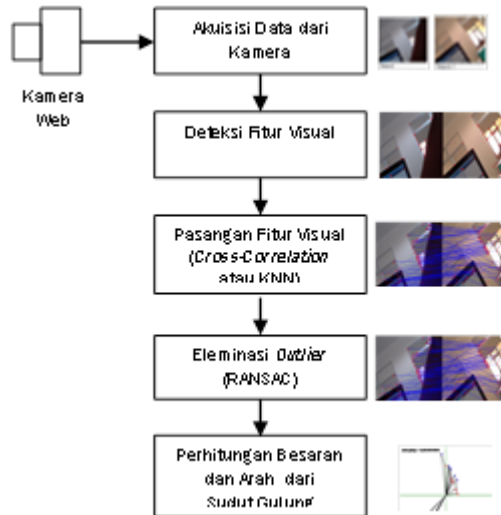 Akuisisi Data dari
Kamera
Kamera
Web
Deteksi Fitur Visual
Pasangan Fitur Visual
(Cross-Correlation
atau KNN)
Eleminasi Outlier
(RANSAC)
Perhitungan Besaran
dan Arah dari
Sudut Gulung